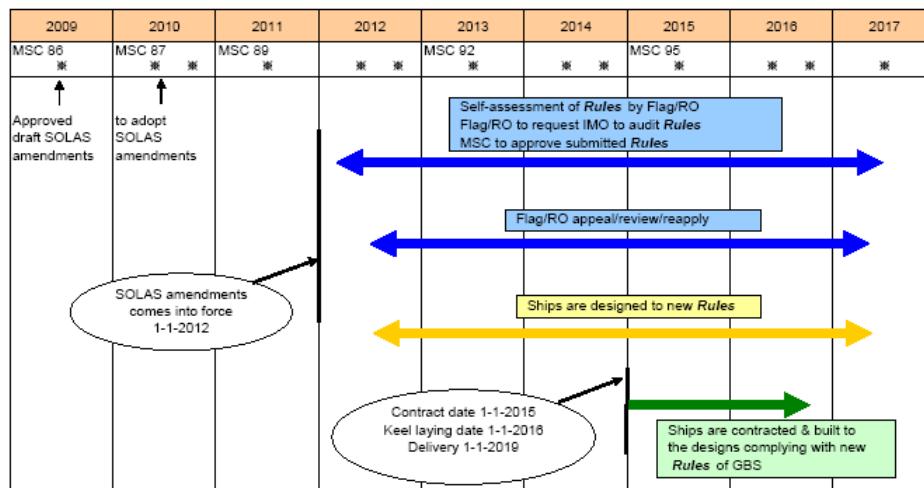 2009 2010 2011 2012 2013 2014 2015 2016 2017
MSC 86 MSC 87 MSC 89 MSC 92 MSC 95
※ ※ ※ ※ ※ ※ ※ ※ ※ ※ ※ ※ ※
Approved
draft SOLAS
amendments
to adopt
SOLAS
amendments
Self-assessment of Rules by Flag/RO
Flag/RO to request IMO to audit Rules
MSC to approve submitted Rules
Flag/RO appeal/review/reapply
SOLAS amendments
comes into force
1-1-2012
Ships are designed to new Rules
Contract date 1-1-2015
Keel laying date 1-1-2016
Delivery 1-1-2019
Ships are contracted & built to
the designs complying with new
Rules of GBS